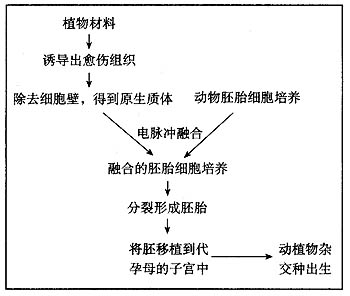 植物材料
诱导出愈伤组织
除去细胞壁，得到原生质体
动物胚胎细胞培养
电脉冲融合
融合的胚胎细胞培养
分裂形成胚胎
将胚移植到代
孕母的子宫中
动植物杂
交种出生